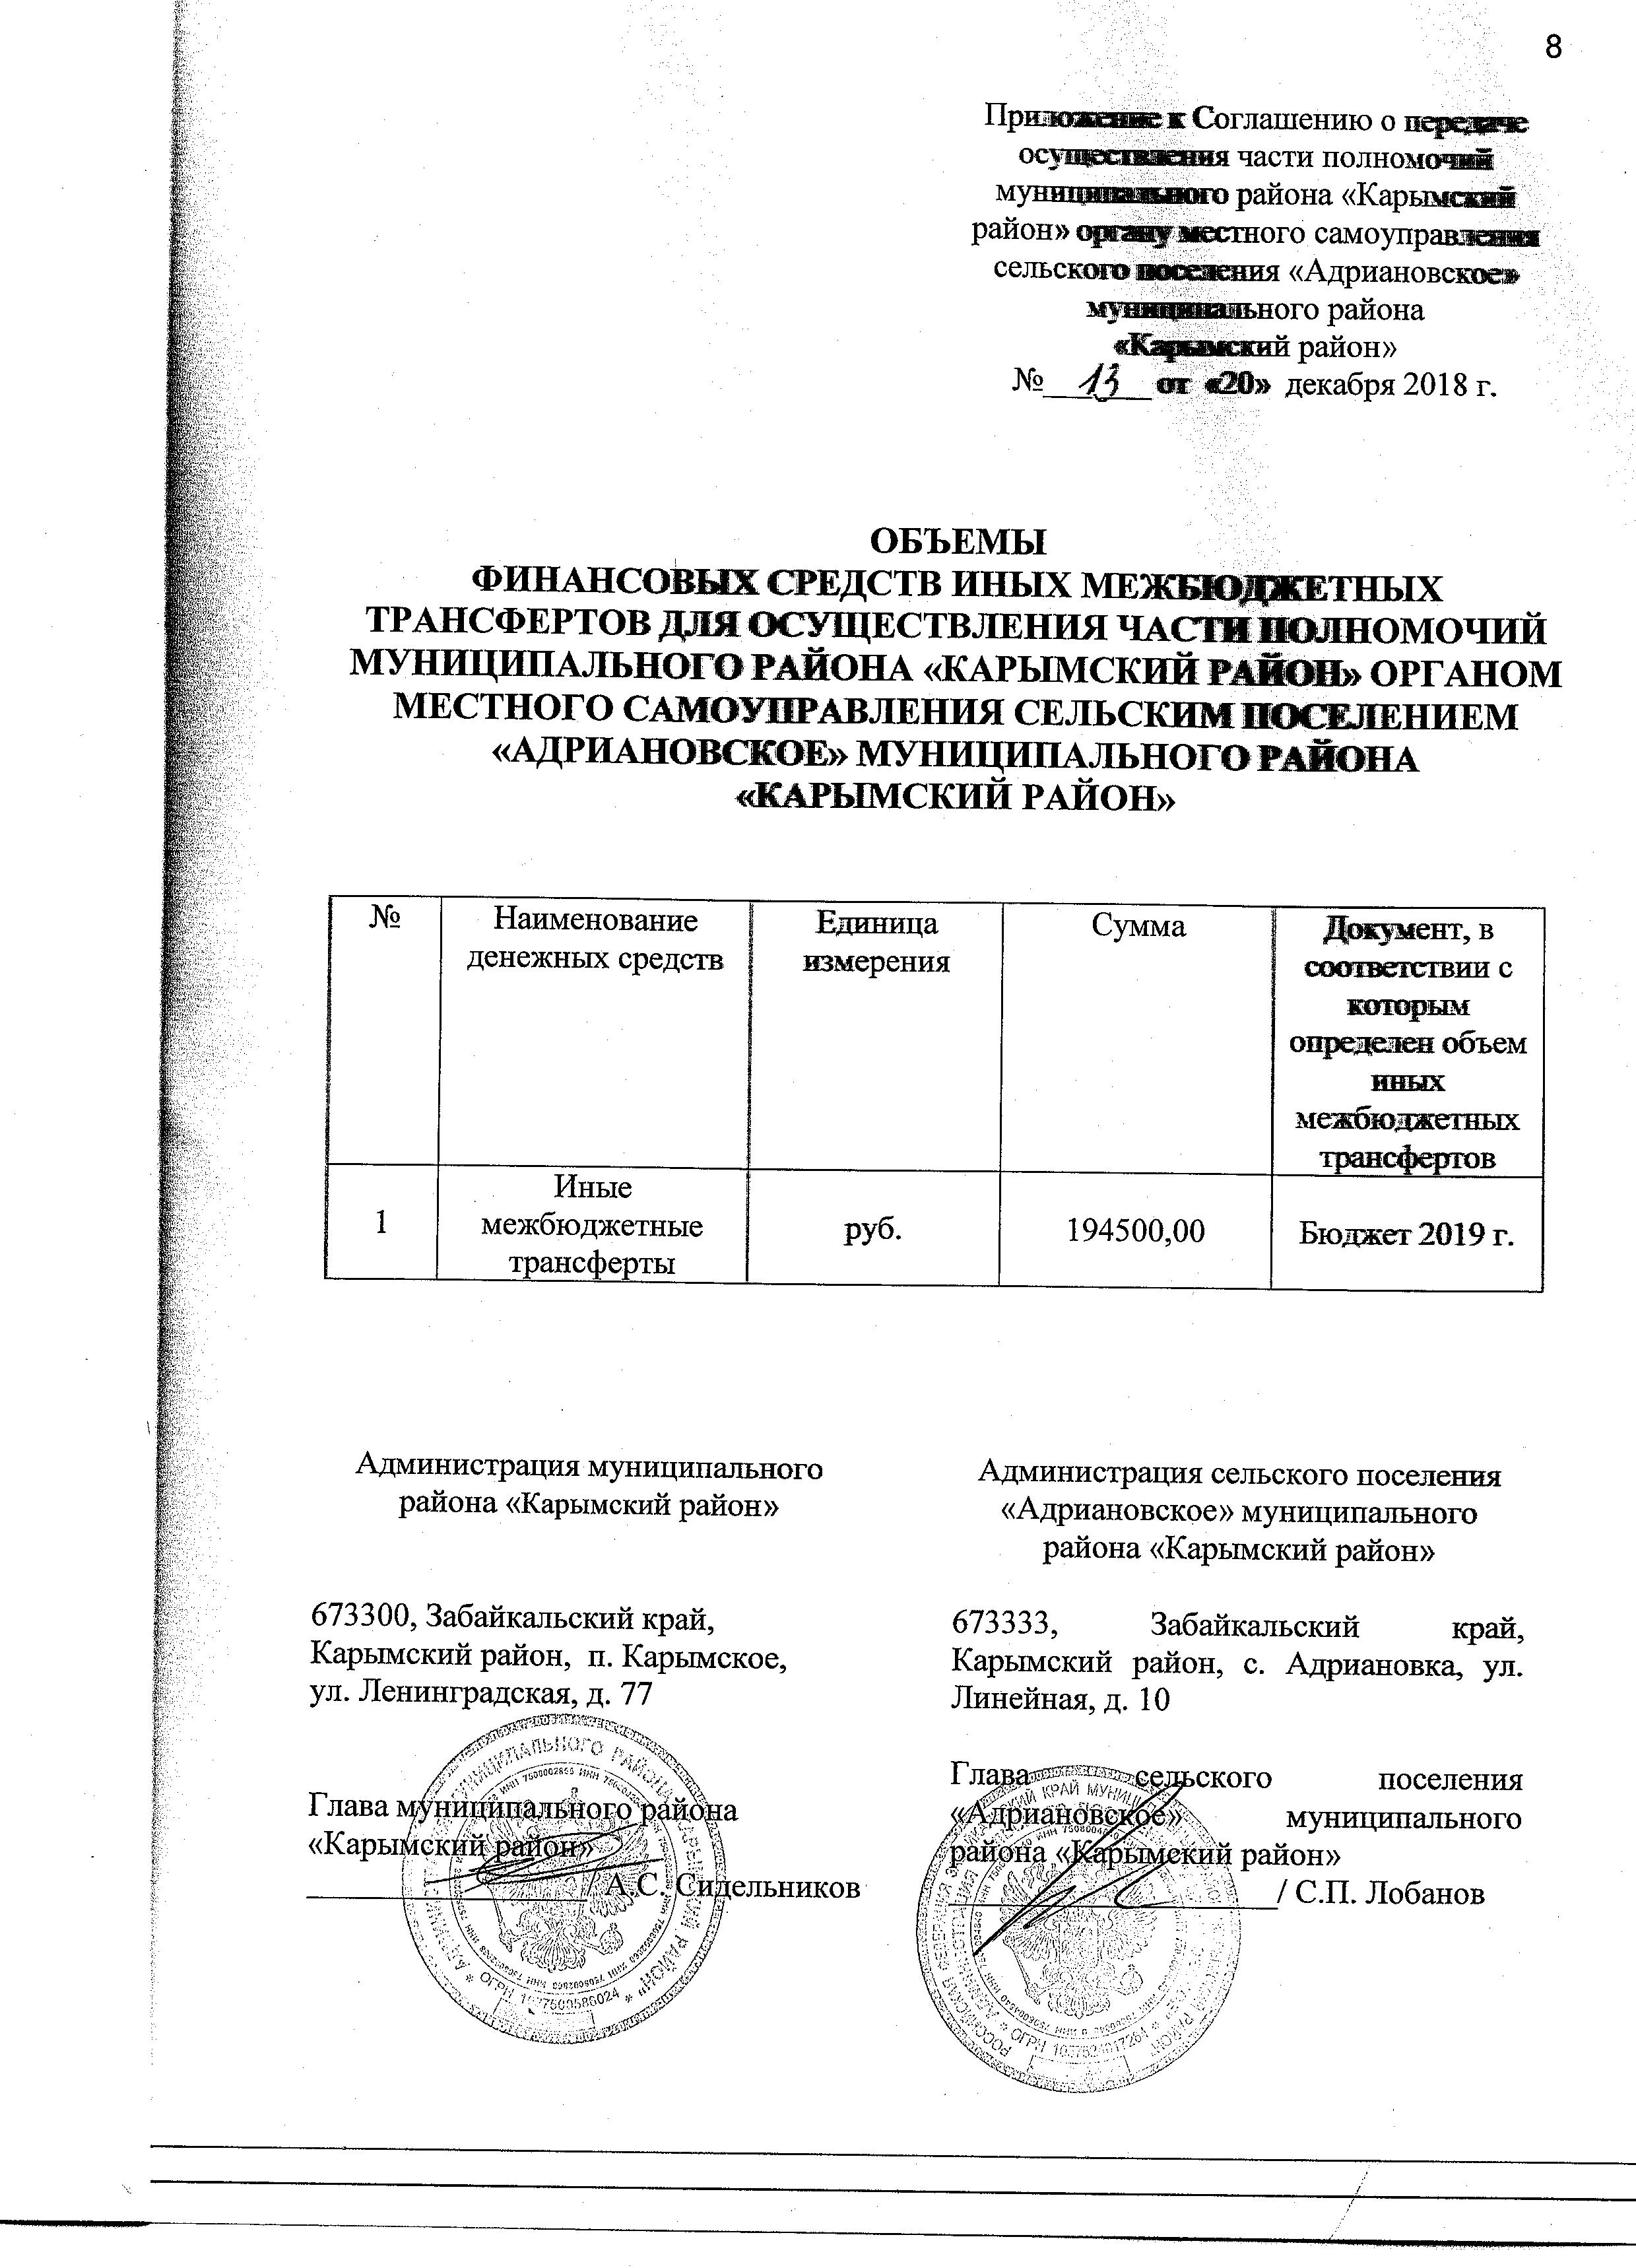 8
Приложение к Соглашению о передаче
осуществления части полномочий
муниципального района «Карымский
район» органу местного самоуправления
сельского поселения «Адриановское»
муниципального района
«Карымский район»
№ 13 от «20» декабря 2018 г.
ОБЪЕМЫ
ФИНАНСОВЫХ СРЕДСТВ ИНЫХ МЕЖБЮДЖЕТНЫХ
ТРАНСФЕРТОВ ДЛЯ ОСУЩЕСТВЛЕНИЯ ЧАСТИ ПОЛНОМОЧИЙ
МУНИЦИПАЛЬНОГО РАЙОНА «КАРЫМСКИЙ РАЙОН» ОРГАНОМ
МЕСТНОГО САМОУПРАВЛЕНИЯ СЕЛЬСКИМ ПОСЕЛЕНИЕМ
«АДРИАНОВСКОЕ» МУНИЦИПАЛЬНОГО РАЙОНА
«КАРЫМСКИЙ РАЙОН»
№
Наименование
денежных средств
Единица
измерения
Сумма
Документ, в
соответствии с
которым
определен объем
иных
межбюджетных
трансфертов
1
Иные
межбюджетные
трансферты
руб.
194500,00
Бюджет 2019 г.
Администрация муниципального
района «Карымский район»
673300, Забайкальский край,
Карымский район, п. Карымское,
ул. Ленинградская, д. 77
Глава муниципального района
«Карымский район»
/ А.С. Сидельников
Администрация сельского поселения
«Адриановское» муниципального
района «Карымский район»
673333, Забайкальский край,
Карымский район, с. Адриановка, ул.
Линейная, д. 10
Глава сельского поселения
«Адриановское» муниципального
района «Карымский район»
/ С.П. Лобанов